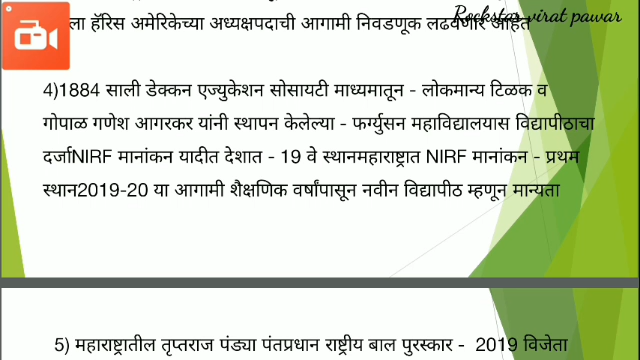 Rockstar virat pawar
ला हॅरिस अमेरिकेच्या अध्यक्षपदाची आगामी निवडणूक लढवणार आहेत
4)1884 साली डेक्कन एज्युकेशन सोसायटी माध्यमातून - लोकमान्य टिळक व
गोपाळ गणेश आगरकर यांनी स्थापन केलेल्या - फर्ग्युसन महाविद्यालयास विद्यापीठाचा
दर्जाNIRF मानांकन यादीत देशात - 19 वे स्थानमहाराष्ट्रात NIRF मानांकन - प्रथम
स्थान2019-20 या आगामी शैक्षणिक वर्षांपासून नवीन विद्यापीठ म्हणून मान्यता
5) महाराष्ट्रातील तृप्तराज पंड्या पंतप्रधान राष्ट्रीय बाल पुरस्कार - 2019 विजेता